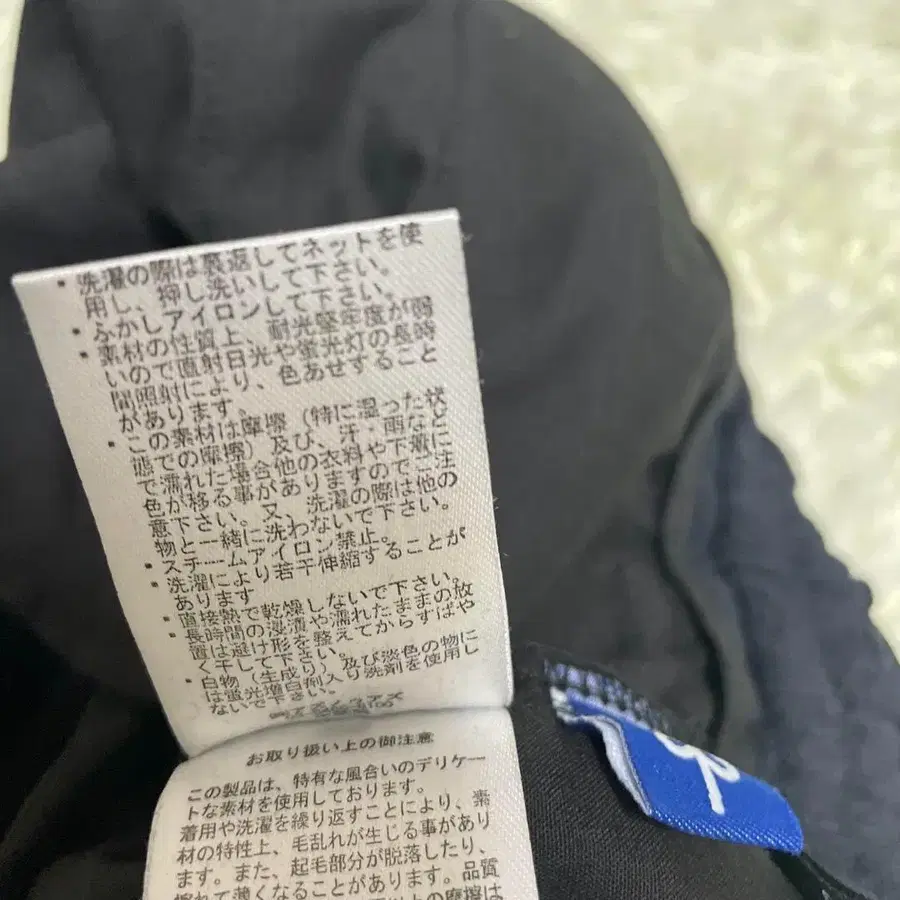 ・洗濯の際は裏返してネットを使
用し、押し洗いして下さい。
・ふかしアイロンして下さい。
・素材の性質上、耐光堅牢度が弱
いので直射日光や蛍光灯の長時
間の照射により、色あせすること
があります。
・この素材は摩擦（特に湿った状
態での摩擦）及び、汗・雨などに
濡れた場合、他の衣料や下着に
色が移る事があります
意下さい。又、洗濯の際は他の
物と一緒に洗わないで下さい。
スチームアイロン禁止。
・洗濯により若干伸縮することが
あります
・直接熱での乾燥しないで下さい。
・長時間の浸漬や濡れたままの放
置は避け形を整えてからすばや
く干して下さい。
・白物（生成り）及び淡色の物に
は蛍光増白剤入り洗剤を使用し
ないで下さい。
お取り扱い上の御注意
この製品は、特有な風合いのデリケー
トな素材を使用しております。
着用や洗濯を繰り返すことにより、素
材の特性上、毛乱れが生じる事があり
ます。また、起毛部分が脱落したり、
擦れて薄くなることがあります。品質